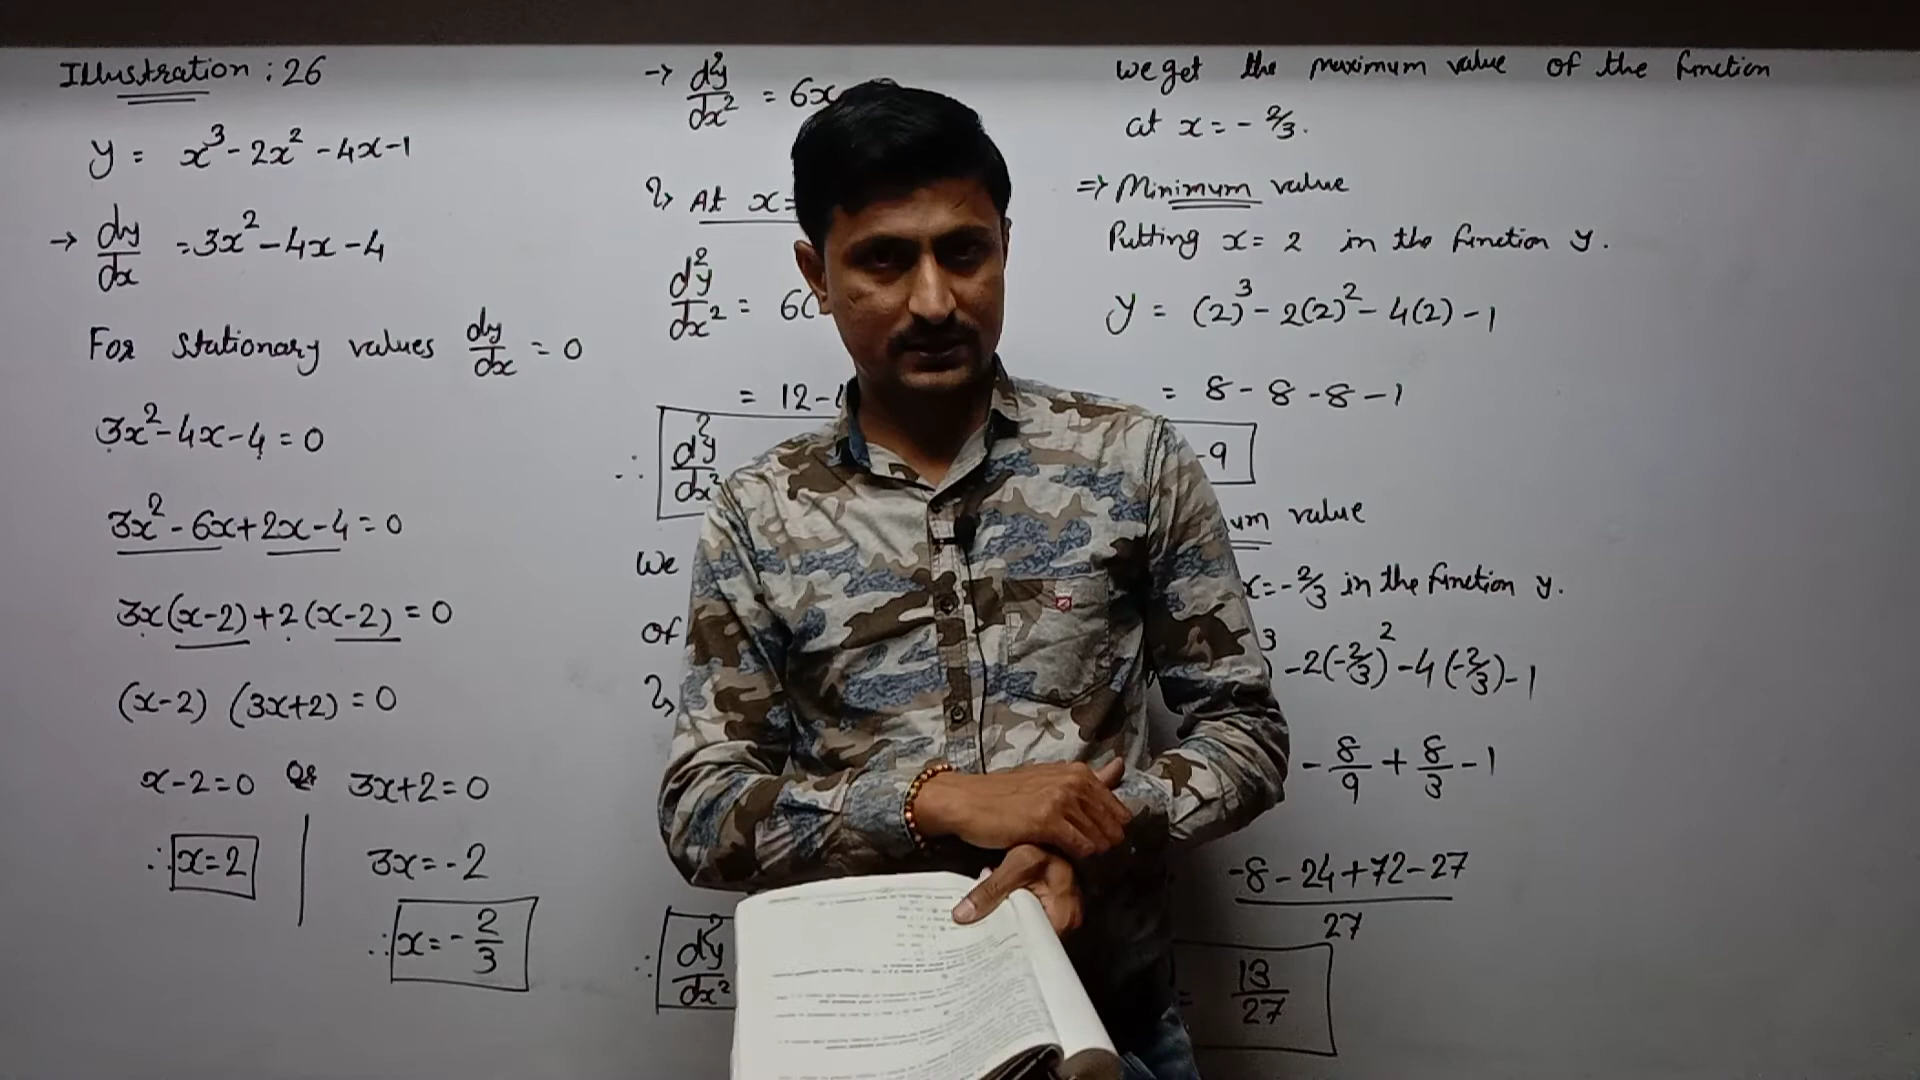 Illustration : 26
y = x³ - 2x² - 4x - 1
→ dy/dx = 3x² - 4x - 4
For stationary values dy/dx = 0
3x² - 4x - 4 = 0
3x² - 6x + 2x - 4 = 0
3x(x-2) + 2(x-2) = 0
(x-2) (3x+2) = 0
x-2=0 or 3x+2=0
∴ x=2
3x = -2
∴ x = -2/3
→ d²y/dx² = 6x
At x=
d²y/dx² = 6(
= 12 -
∴ d²y/dx²
We
of
∴ d²y/dx²
we get the maximum value of the function
at x = -2/3.
⇒ Minimum value
Putting x = 2 in the function y.
y = (2)³ - 2(2)² - 4(2) - 1
= 8 - 8 - 8 - 1
-9
um value
x = -2/3 in the function y.
)³ - 2(-2/3)² - 4(-2/3) - 1
- 8/9 + 8/3 - 1
-8 - 24 + 72 - 27 / 27
= 13/27